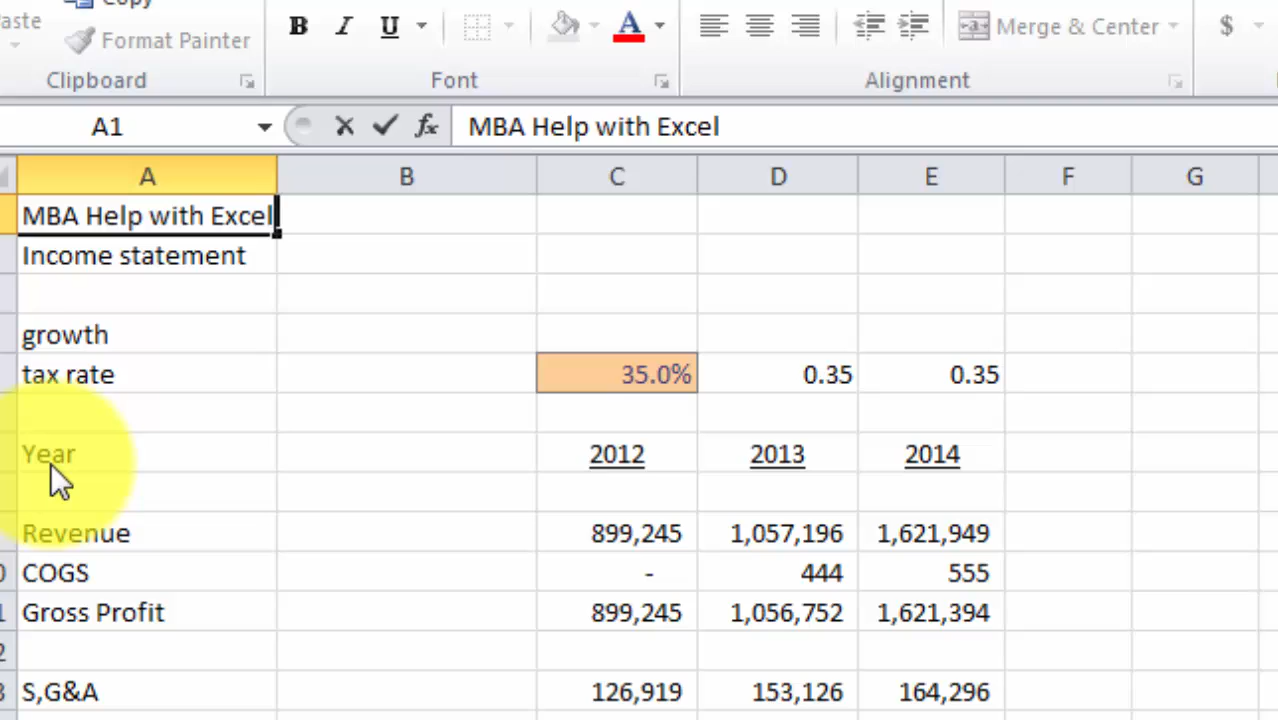 Copy
Paste
Format Painter
B I U A
Merge & Center
$
Clipboard
Font
Alignment
A1 fx MBA Help with Excel
A B C D E F G
MBA Help with Excel
Income statement
growth
tax rate 35.0% 0.35 0.35
Year 2012 2013 2014
Revenue 899,245 1,057,196 1,621,949
0 COGS - 444 555
1 Gross Profit 899,245 1,056,752 1,621,394
2
3 S,G&A 126,919 153,126 164,296